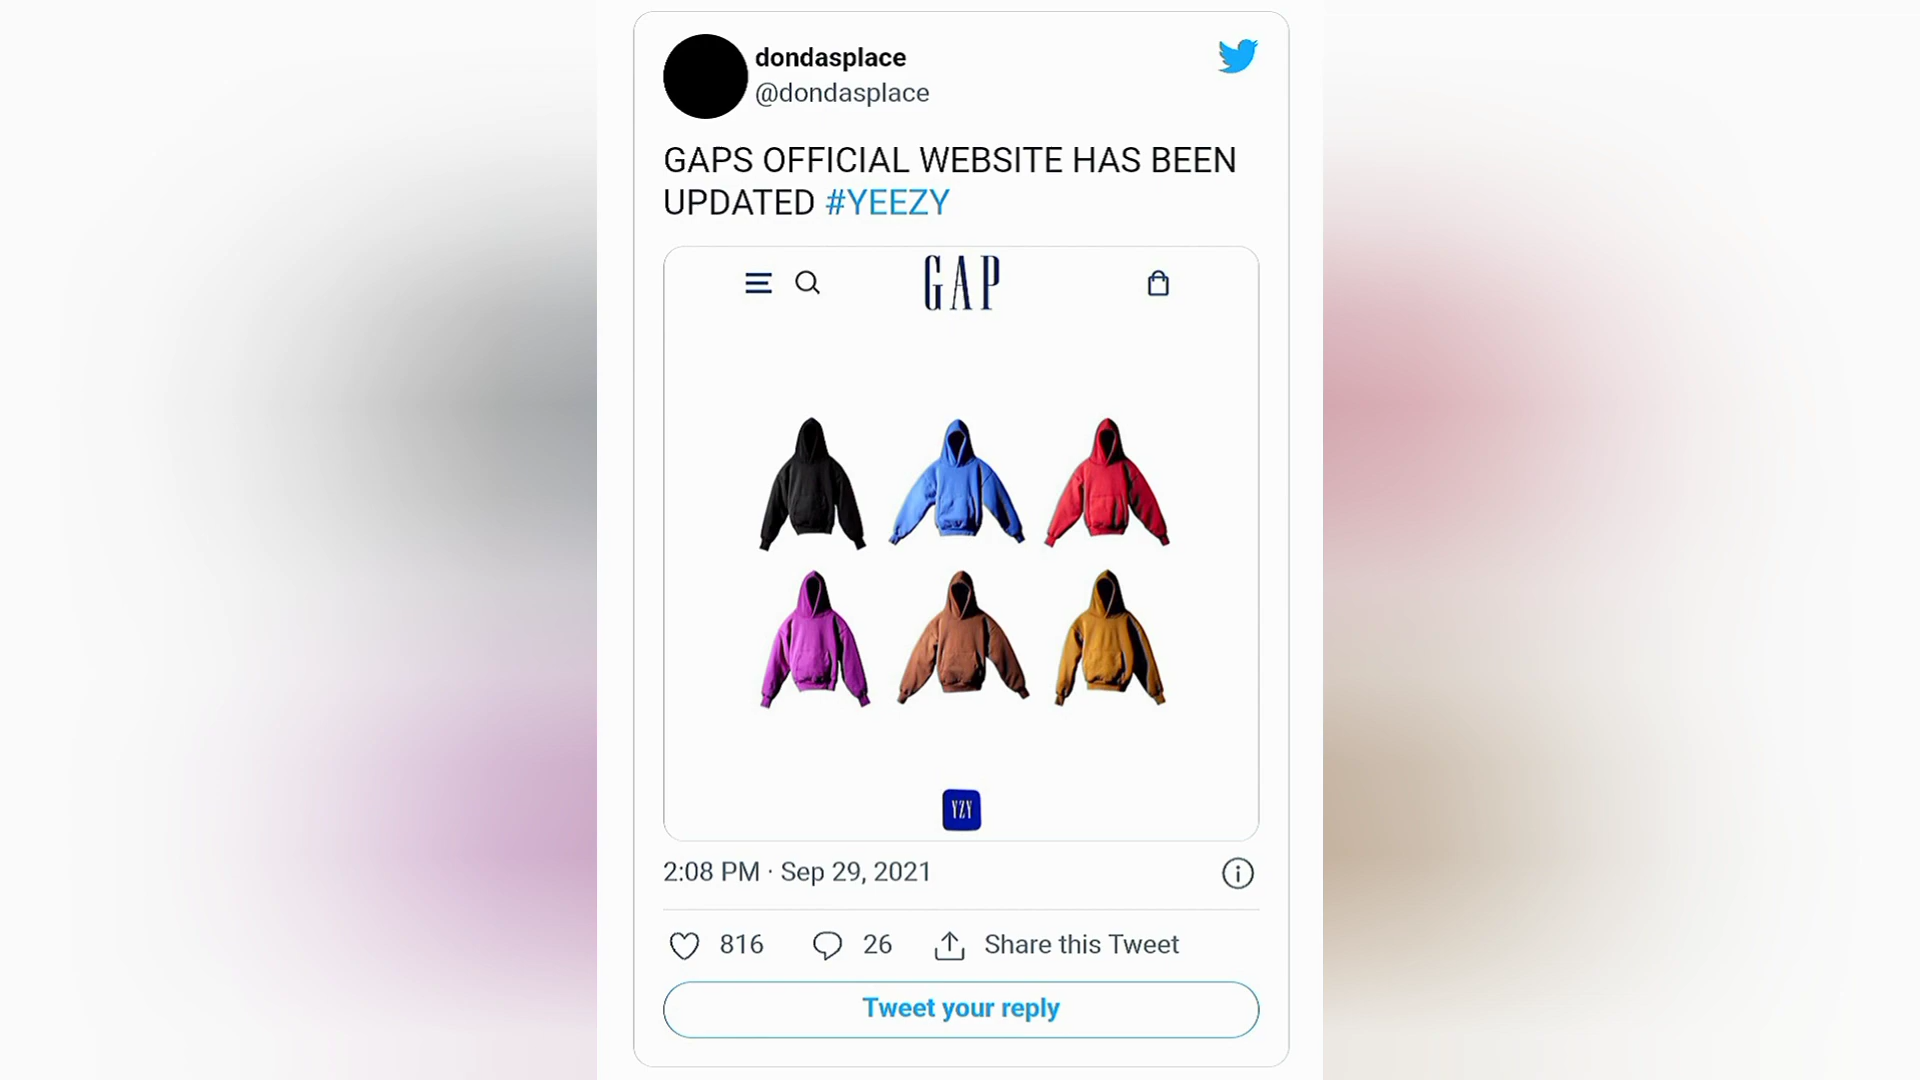 dondasplace
@dondasplace
GAPS OFFICIAL WEBSITE HAS BEEN
UPDATED #YEEZY
GAP
YZY
2:08 PM · Sep 29, 2021
816
26
Share this Tweet
Tweet your reply